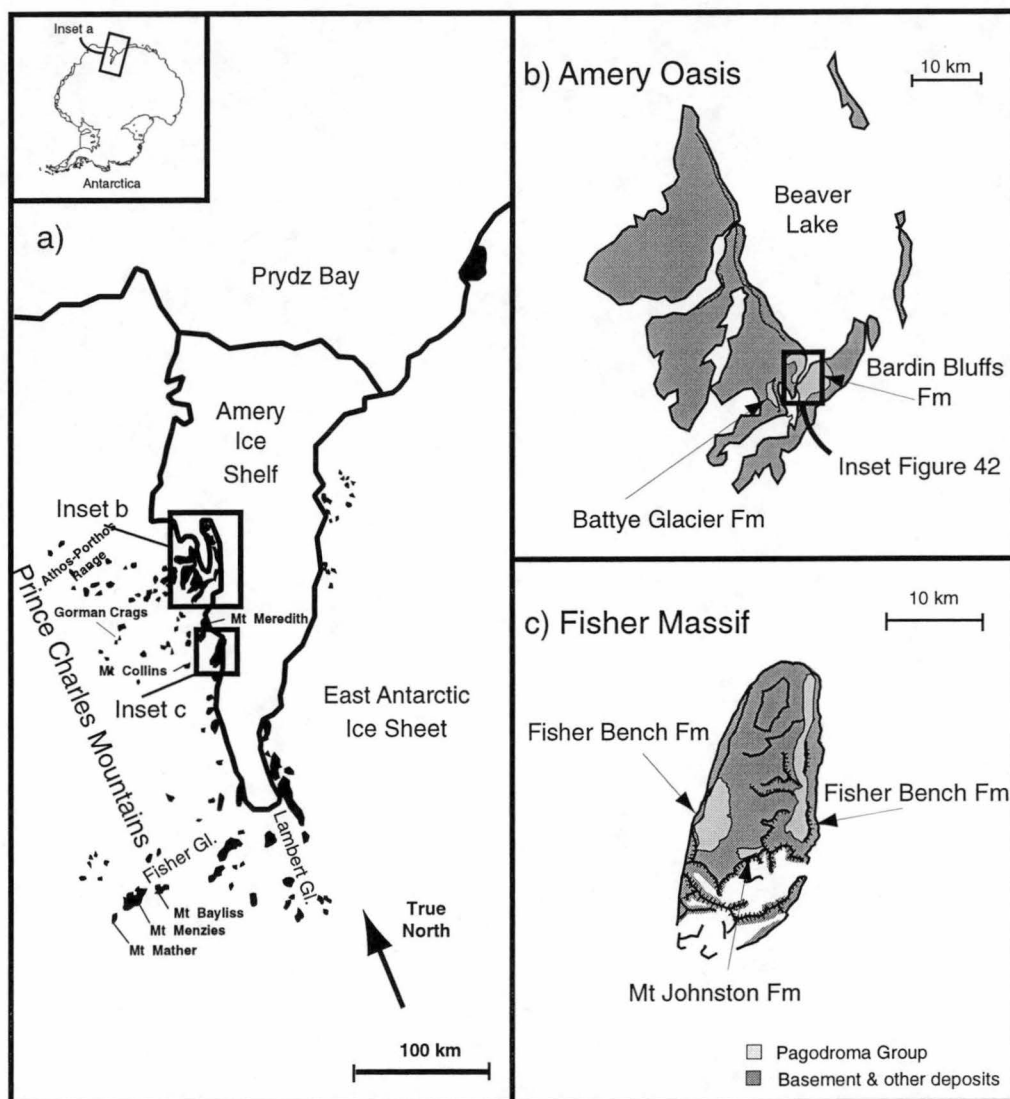 Inset a
Antarctica
a)
Prydz Bay
Amery
Ice
Shelf
Inset b
Athos-Porthos
Range
Prince Charles Mountains
Gorman Crags
Mt Meredith
Mt Collins
Inset c
East Antarctic
Ice Sheet
Fisher Gl.
Lambert Gl.
Mt Bayliss
Mt Menzies
Mt Mather
True
North
100 km
b) Amery Oasis
10 km
Beaver
Lake
Bardin Bluffs
Fm
Inset Figure 42
Battye Glacier Fm
10 km
c) Fisher Massif
Fisher Bench Fm
Fisher Bench Fm
Mt Johnston Fm
Pagodroma Group
Basement & other deposits